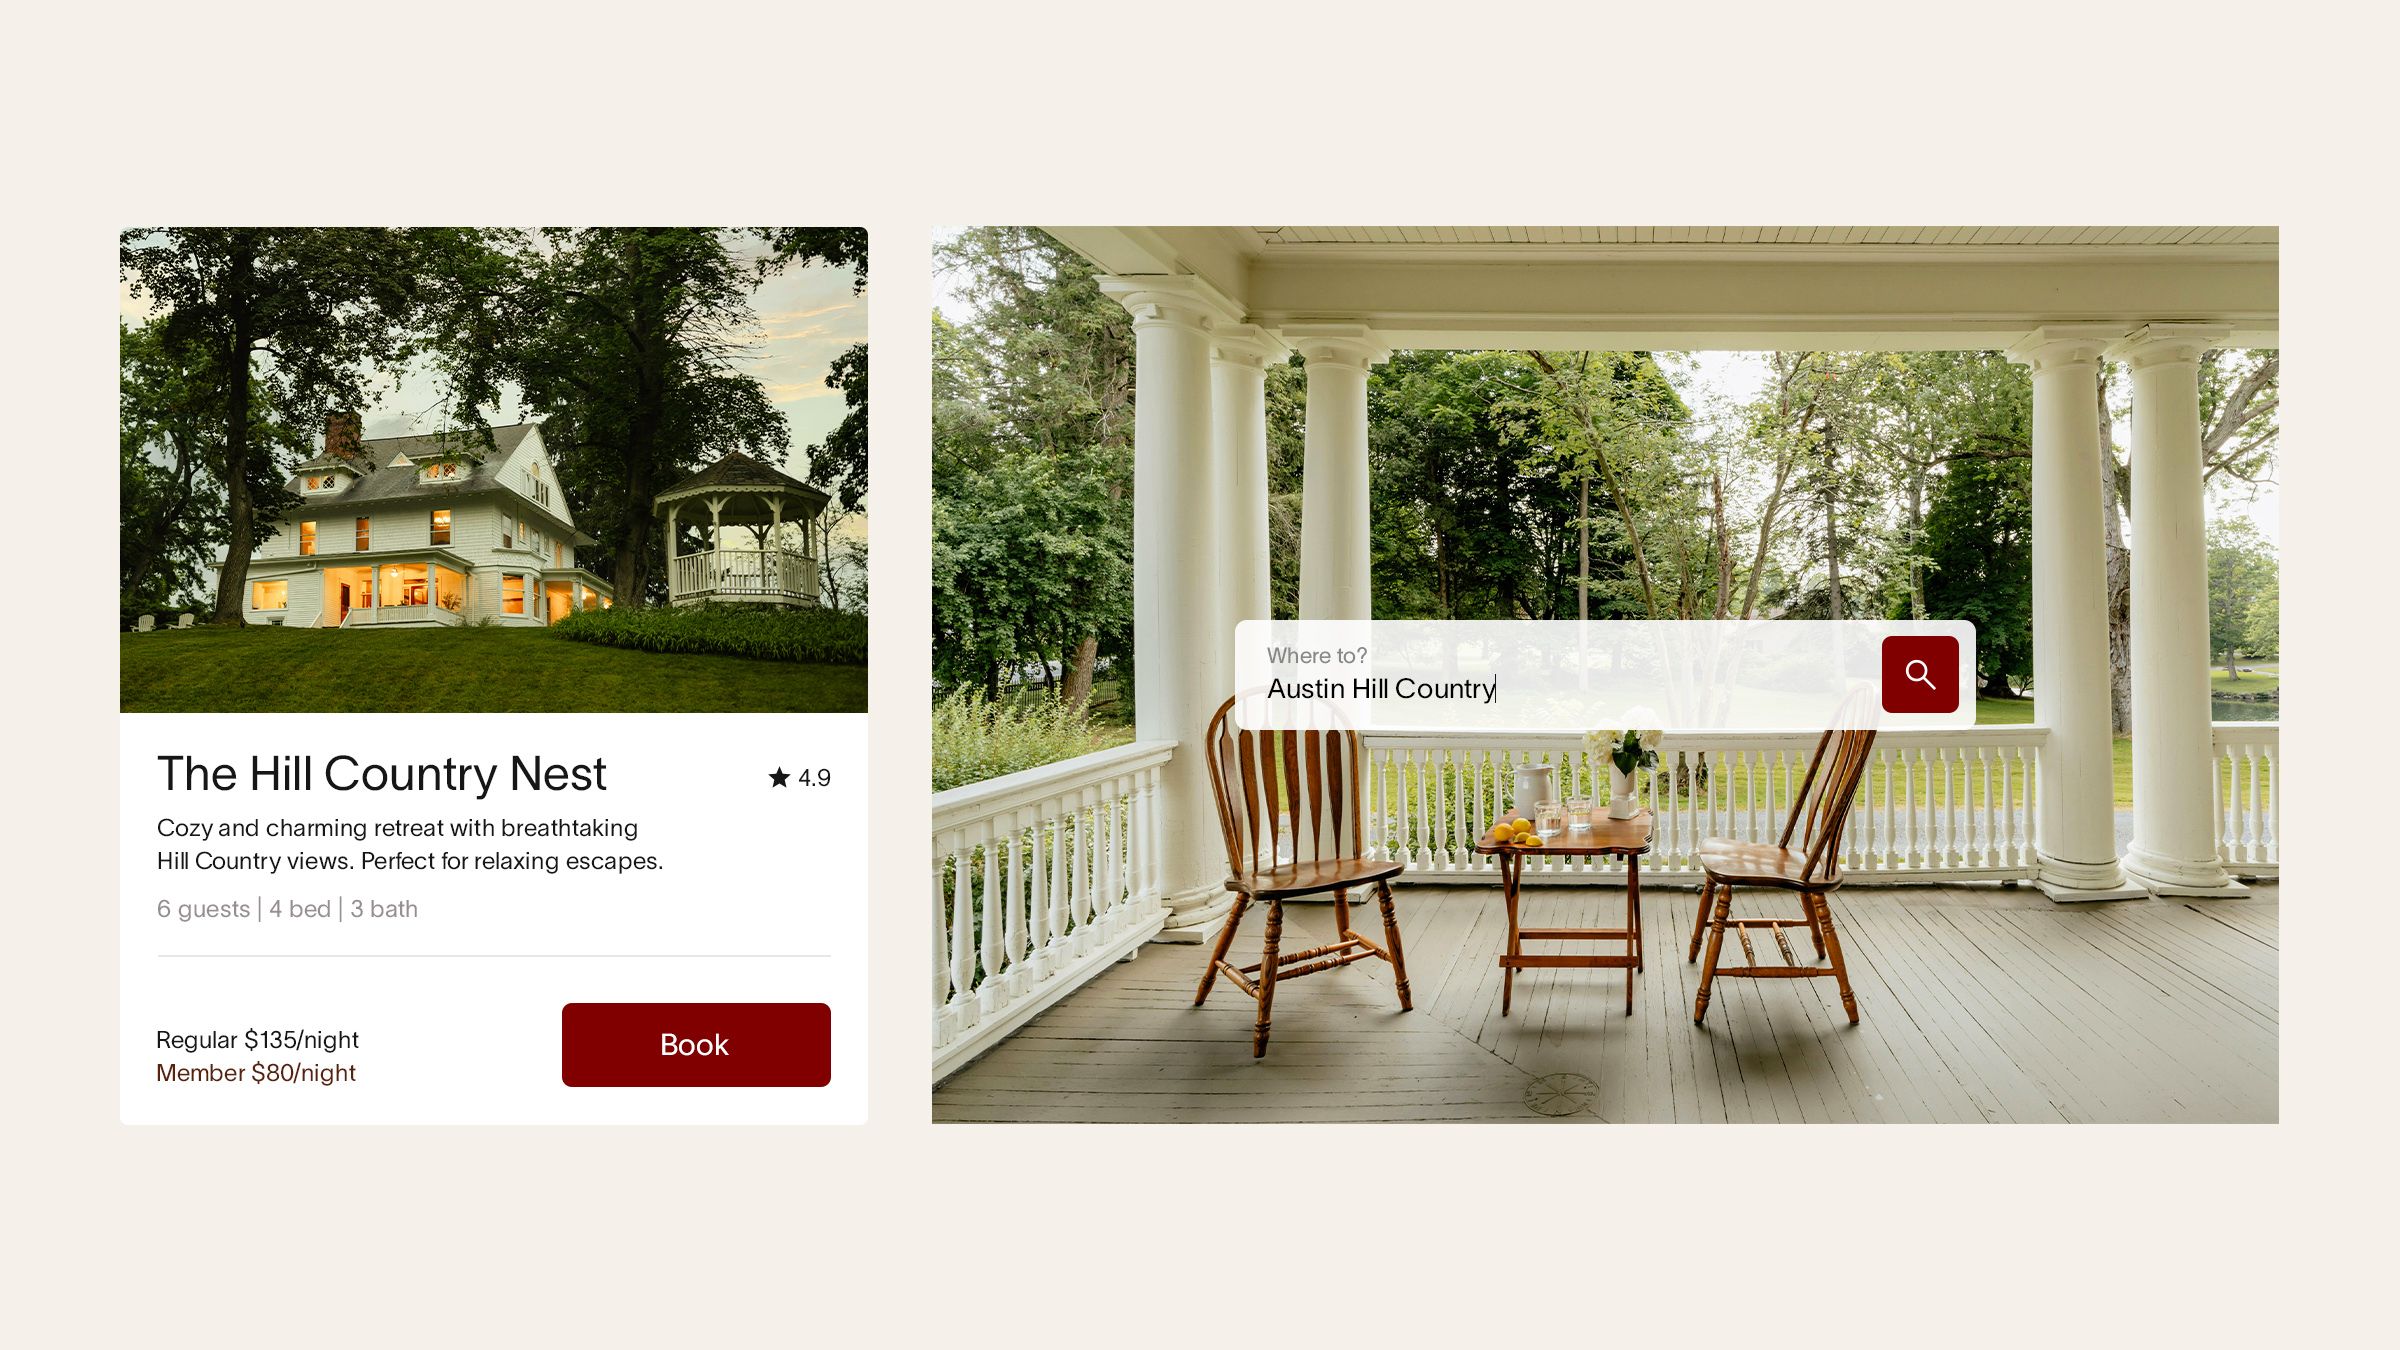 The Hill Country Nest
★ 4.9
Cozy and charming retreat with breathtaking
Hill Country views. Perfect for relaxing escapes.
6 guests | 4 bed | 3 bath
Regular $135/night
Member $80/night
Book
Where to?
Austin Hill Country